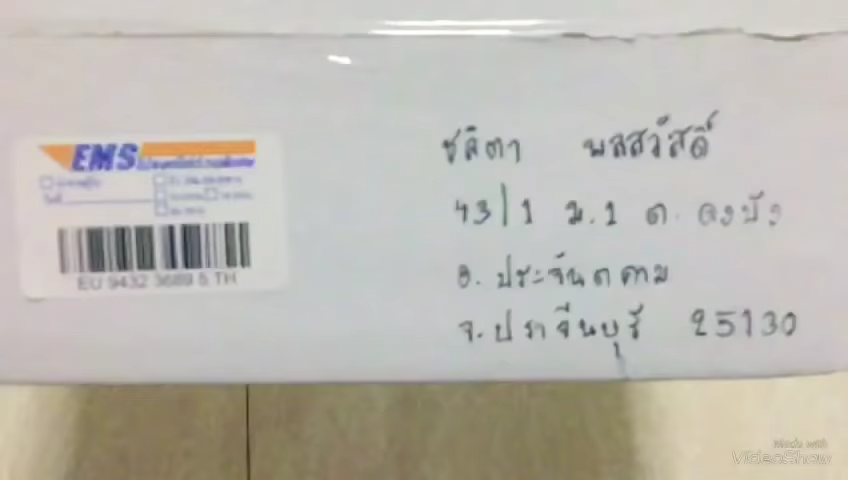 EMS
EU 9432 3689 5 TH
ชลิตา พลสวัสดิ์
43/1 ม.1 ต. ดงบัง
อ. ประจันตคาม
จ. ปราจีนบุรี 25130
Made with
VideoShow